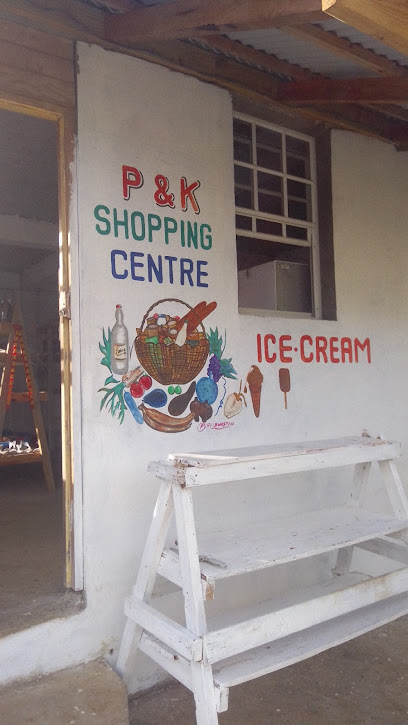 P & K
SHOPPING
CENTRE
ICE-CREAM